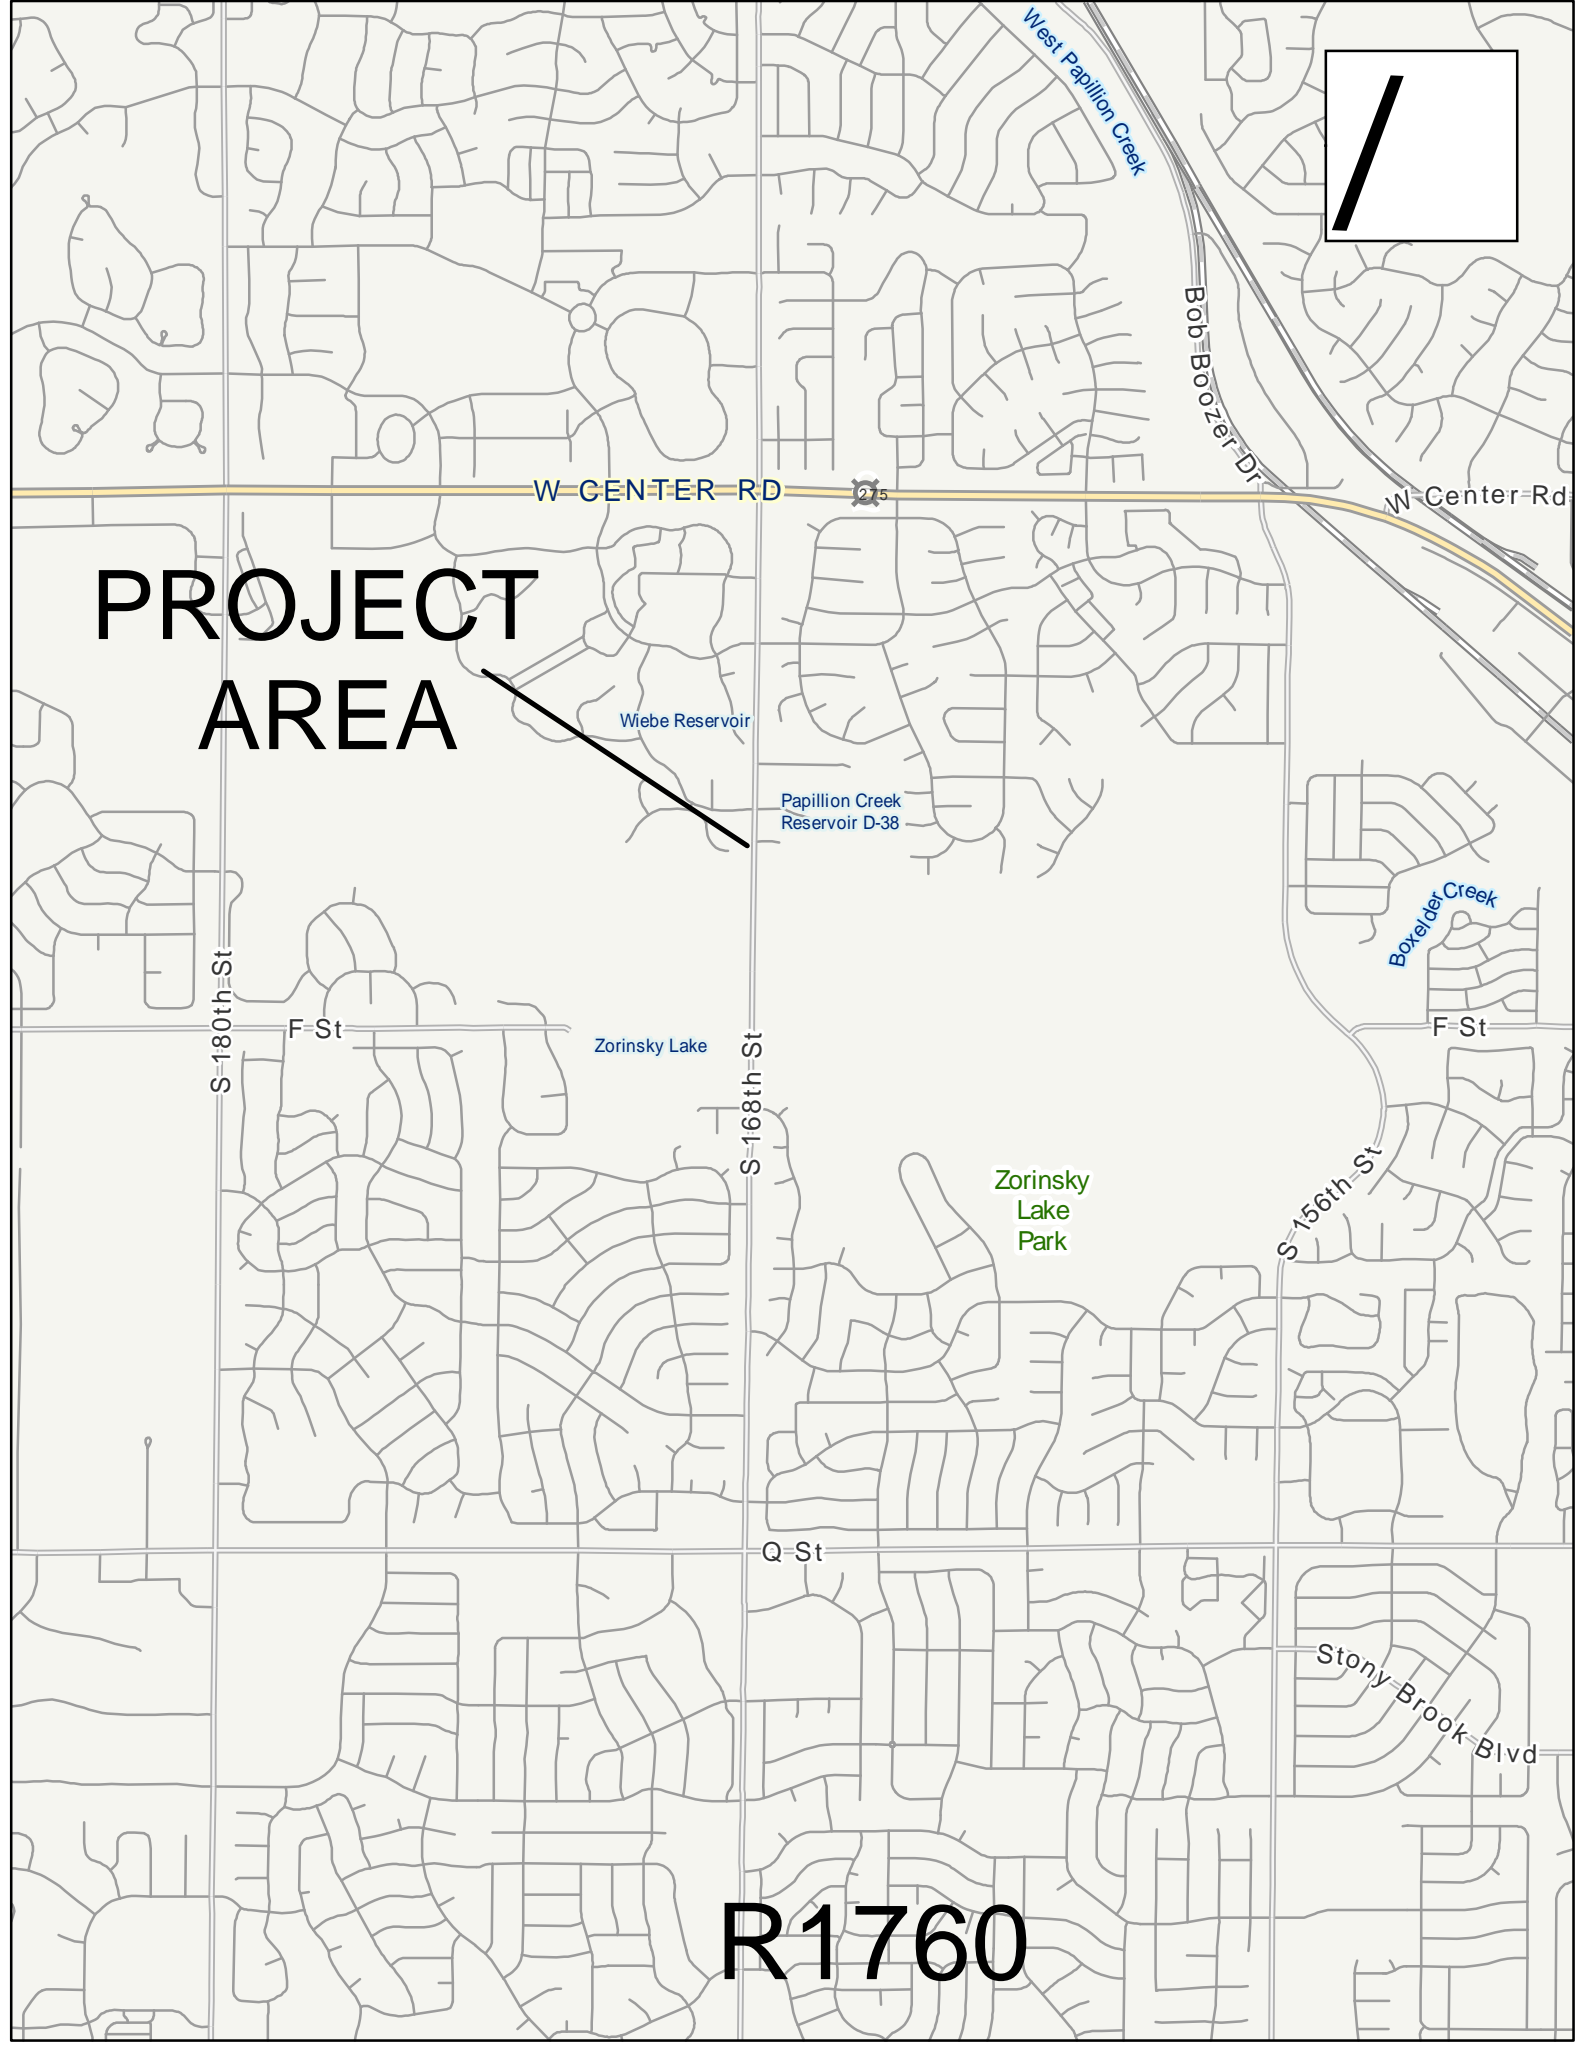 West Papillion Creek
Bob Boozer Dr
W CENTER RD
275
W Center Rd
PROJECT
AREA
Wiebe Reservoir
Papillion Creek
Reservoir D-38
Boxelder Creek
S 180th St
F St
Zorinsky Lake
S 168th St
F St
Zorinsky
Lake
Park
S 156th St
Q St
Stony Brook Blvd
R1760